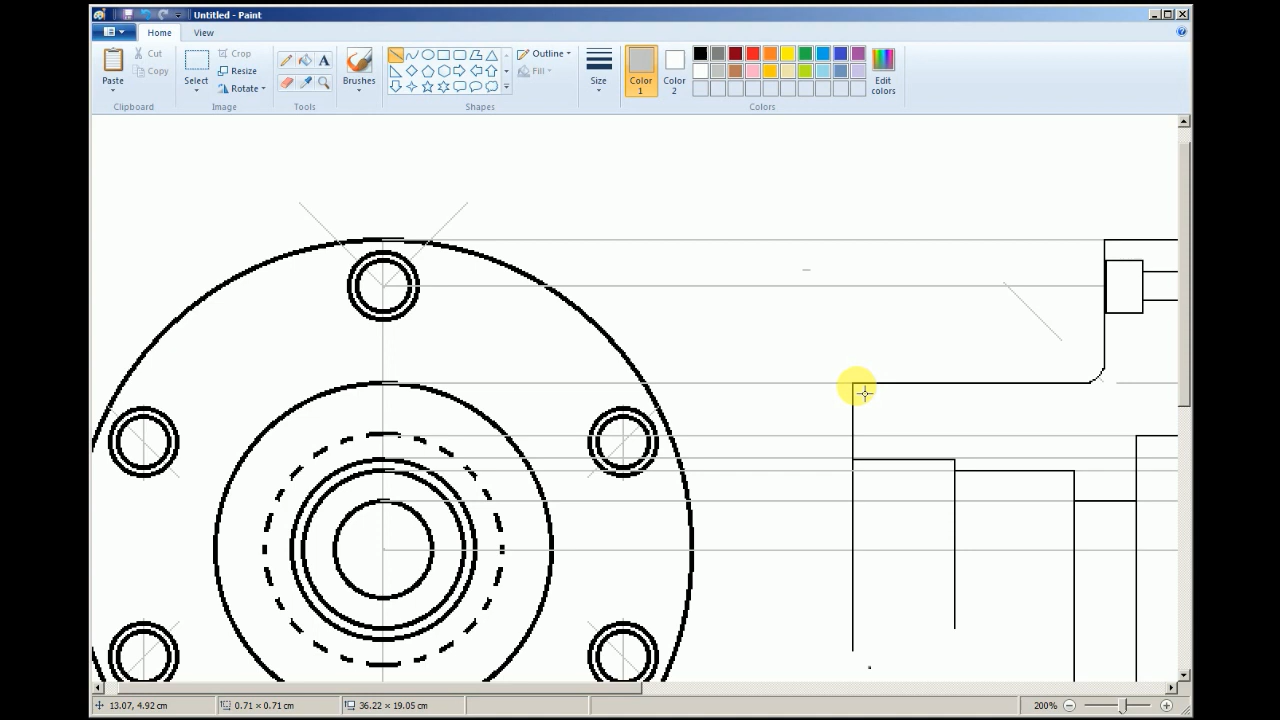 Untitled - Paint
Home View
Paste Cut Copy Clipboard
Select Crop Resize Rotate Image
A Tools
Brushes
Shapes Outline Fill
Size
Color 1
Color 2
Colors
Edit colors
13.07, 4.92 cm 0.71 × 0.71 cm 36.22 × 19.05 cm 200%